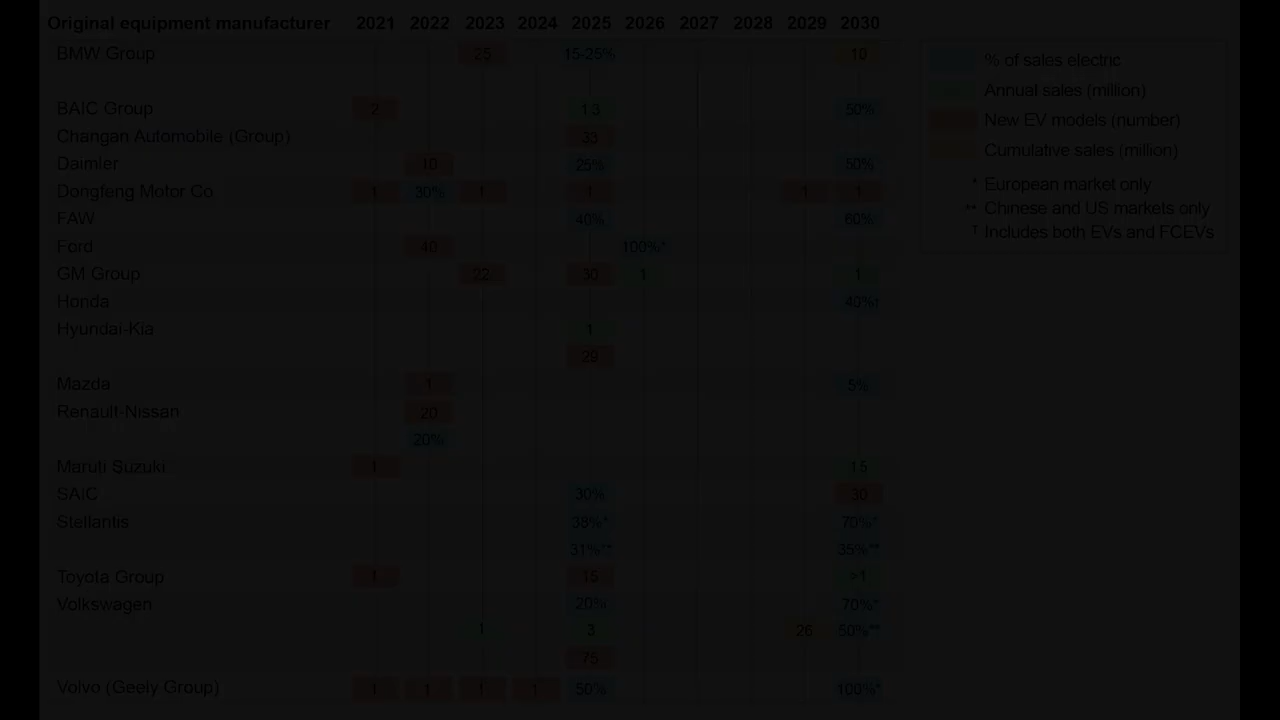 Original equipment manufacturer 2021 2022 2023 2024 2025 2026 2027 2028 2029 2030
BMW Group 25 15-25% 10
BAIC Group 2 1.3 50%
Changan Automobile (Group) 33
Daimler 10 25% 50%
Dongfeng Motor Co 1 30% 1 1 1 1
FAW 40% 60%
Ford 40 100%*
GM Group 22 30 1 1
Honda 40%†
Hyundai-Kia 1
29
Mazda 1 5%
Renault-Nissan 20
20%
Maruti Suzuki 1 1.5
SAIC 30% 30
Stellantis 38%* 70%*
31%** 35%**
Toyota Group 1 15 >1
Volkswagen 20% 70%*
1 3 26 50%**
75
Volvo (Geely Group) 1 1 1 1 50% 100%*
% of sales electric
Annual sales (million)
New EV models (number)
Cumulative sales (million)
* European market only
** Chinese and US markets only
† Includes both EVs and FCEVs